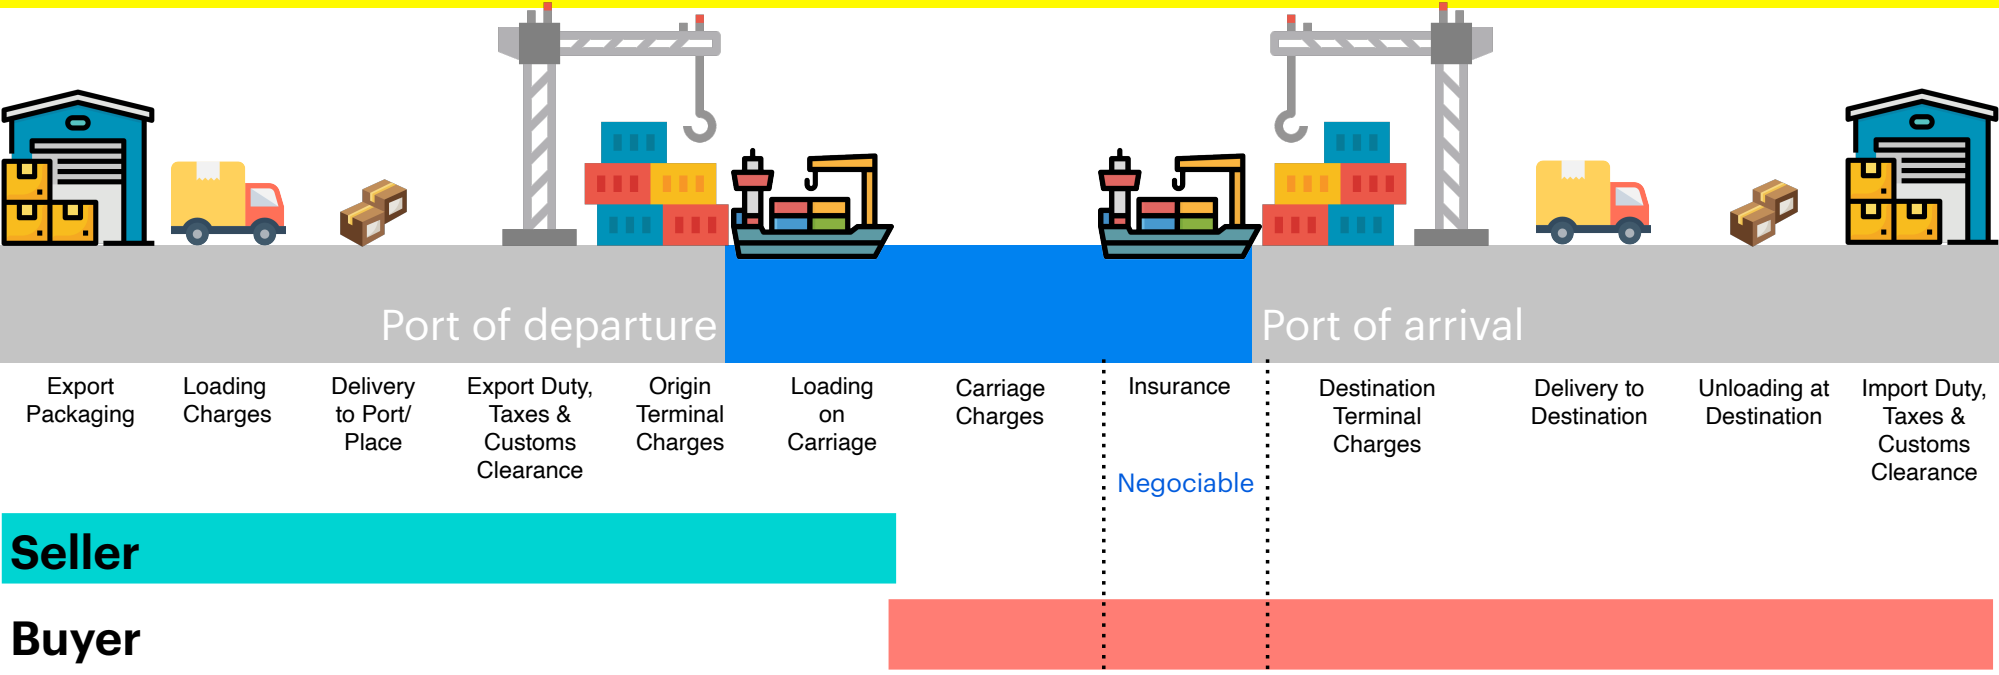 Port of departure
Port of arrival
Export
Packaging
Loading
Charges
Delivery
to Port/
Place
Export Duty,
Taxes &
Customs
Clearance
Origin
Terminal
Charges
Loading
on
Carriage
Carriage
Charges
Insurance
Negociable
Destination
Terminal
Charges
Delivery to
Destination
Unloading at
Destination
Import Duty,
Taxes &
Customs
Clearance
Seller
Buyer